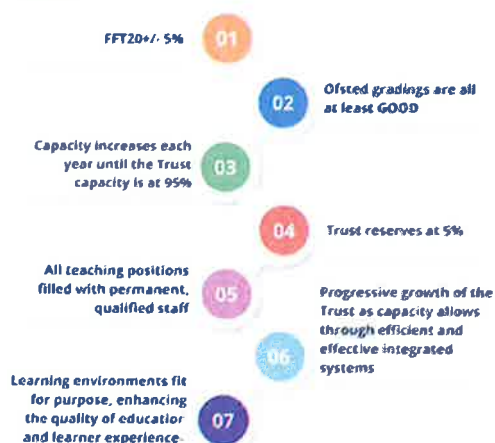 FFT20+/- 5%
01
02
Ofsted gradings are all
at least GOOD
Capacity increases each
year until the Trust
capacity is at 95%
03
04
Trust reserves at 5%
All teaching positions
filled with permanent,
qualified staff
05
Progressive growth of the
Trust as capacity allows
through efficient and
effective integrated
systems
06
Learning environments fit
for purpose, enhancing
the quality of education
and learner experience-
07